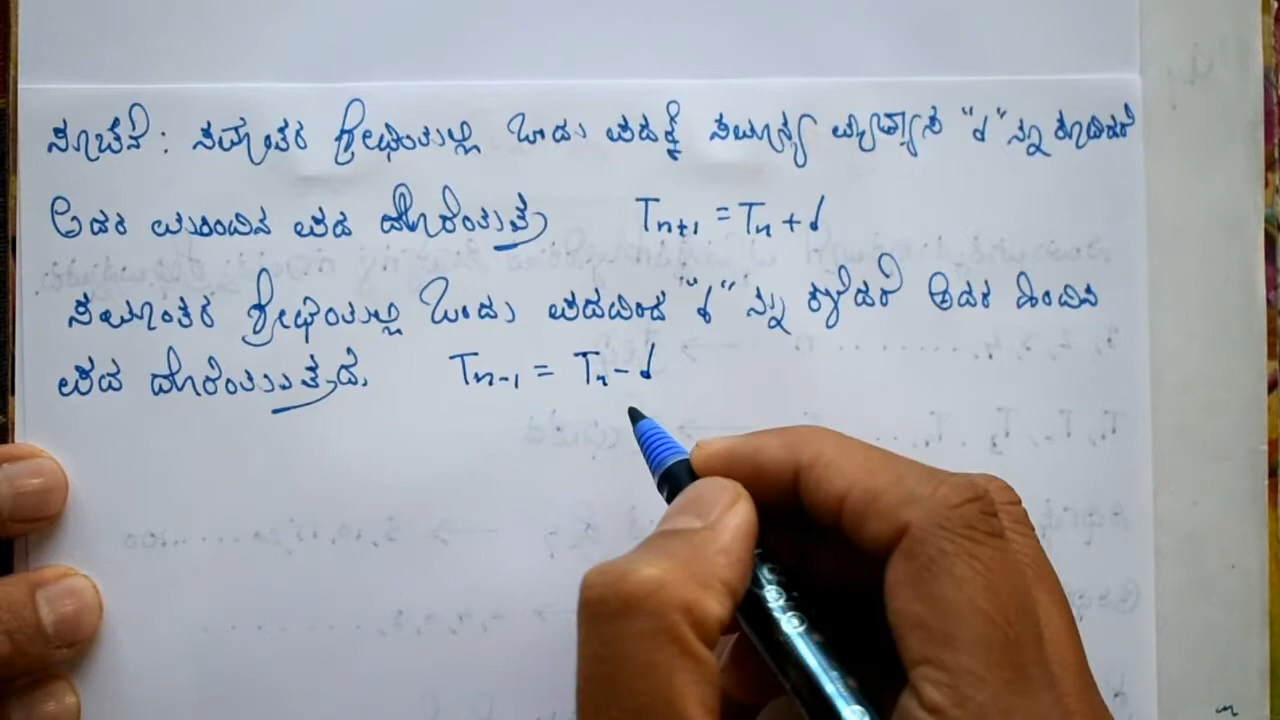 ಸೂಚನೆ: ಸಮಾಂತರ ಶ್ರೇಢಿಯಲ್ಲಿ ಒಂದು ಪದಕ್ಕೆ ಸಾಮಾನ್ಯ ವ್ಯತ್ಯಾಸ "d" ನ್ನು ಕೂಡಿದರೆ
ಅದರ ಮುಂದಿನ ಪದ ದೊರೆಯುತ್ತೆ Tn+1 = Tn + d
ಸಮಾಂತರ ಶ್ರೇಢಿಯಲ್ಲಿ ಒಂದು ಪದದಿಂದ "d" ನ್ನು ಕಳೆದರೆ ಅದರ ಹಿಂದಿನ
ಪದ ದೊರೆಯುತ್ತದೆ. Tn-1 = Tn - d